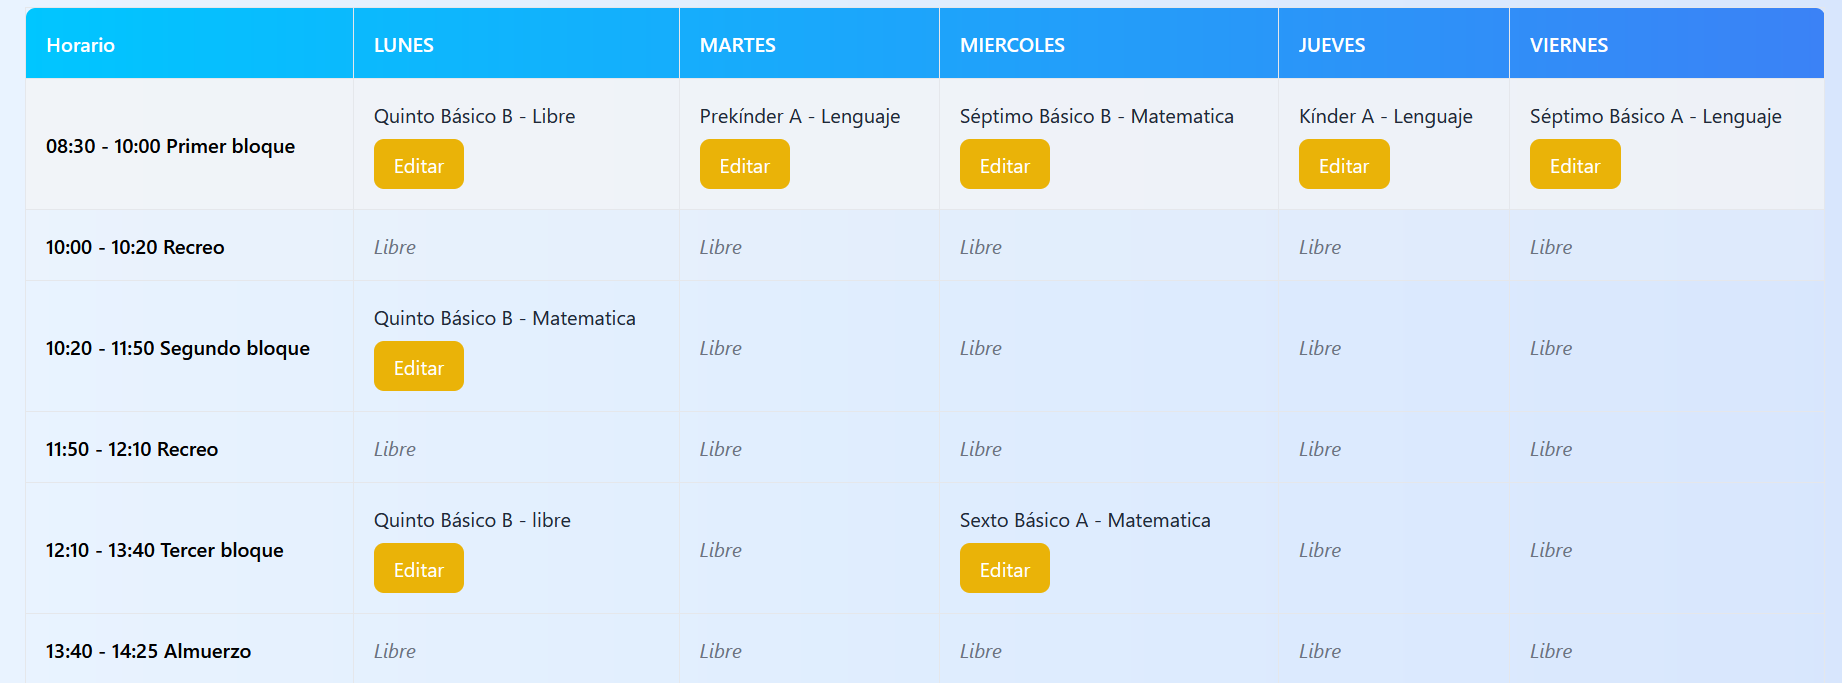 Horario LUNES MARTES MIERCOLES JUEVES VIERNES
08:30 - 10:00 Primer bloque
Quinto Básico B - Libre
Editar
Prekínder A - Lenguaje
Editar
Séptimo Básico B - Matematica
Editar
Kínder A - Lenguaje
Editar
Séptimo Básico A - Lenguaje
Editar
10:00 - 10:20 Recreo Libre Libre Libre Libre Libre
10:20 - 11:50 Segundo bloque
Quinto Básico B - Matematica
Editar
Libre Libre Libre Libre
11:50 - 12:10 Recreo Libre Libre Libre Libre Libre
12:10 - 13:40 Tercer bloque
Quinto Básico B - libre
Editar
Libre
Sexto Básico A - Matematica
Editar
Libre Libre
13:40 - 14:25 Almuerzo Libre Libre Libre Libre Libre